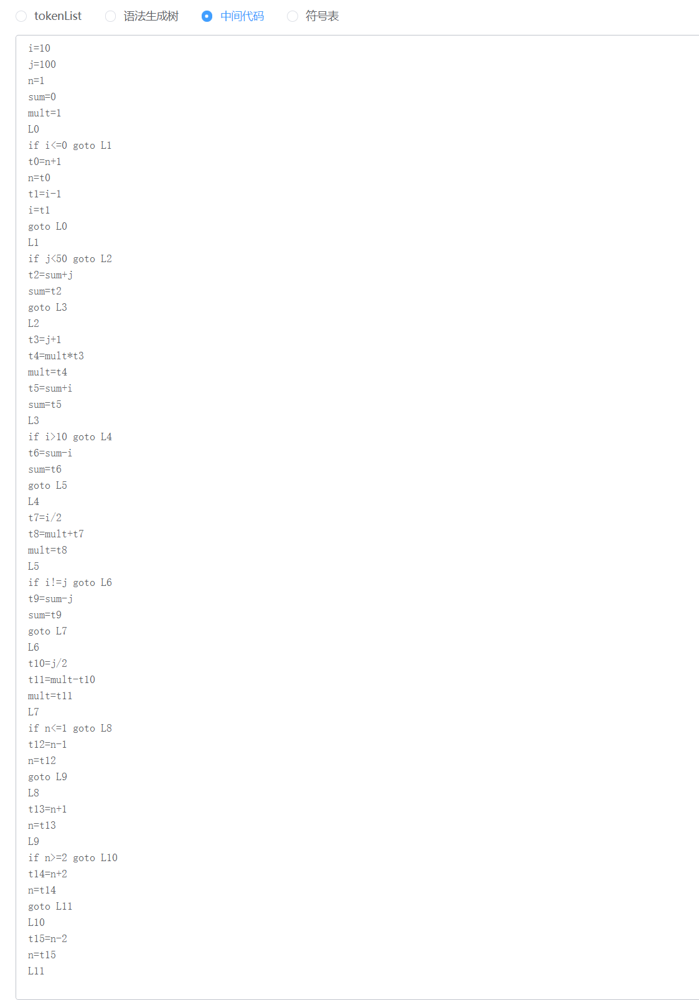 tokenList 语法生成树 中间代码 符号表
i=10
j=100
n=1
sum=0
mult=1
L0
if i<=0 goto L1
t0=n+1
n=t0
t1=i-1
i=t1
goto L0
L1
if j<50 goto L2
t2=sum+j
sum=t2
goto L3
L2
t3=j+1
t4=mult*t3
mult=t4
t5=sum+i
sum=t5
L3
if i>10 goto L4
t6=sum-i
sum=t6
goto L5
L4
t7=i/2
t8=mult+t7
mult=t8
L5
if i!=j goto L6
t9=sum-j
sum=t9
goto L7
L6
t10=j/2
t11=mult-t10
mult=t11
L7
if n<=1 goto L8
t12=n-1
n=t12
goto L9
L8
t13=n+1
n=t13
L9
if n>=2 goto L10
t14=n+2
n=t14
goto L11
L10
t15=n-2
n=t15
L11